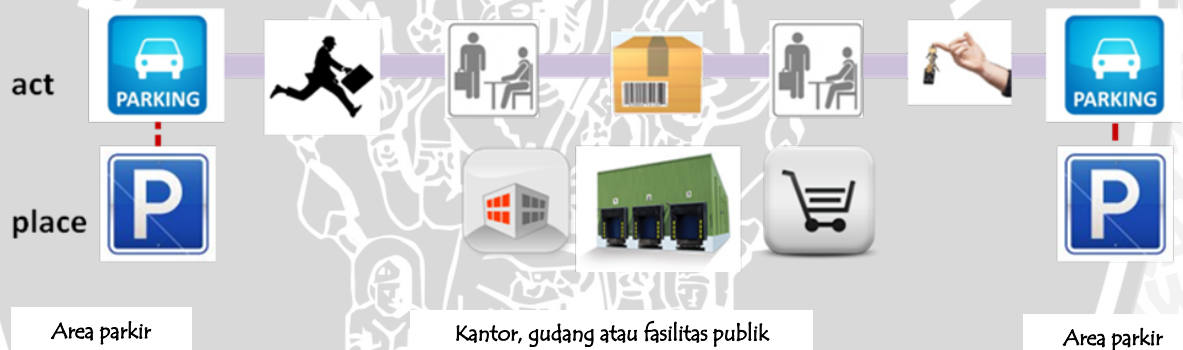 act
PARKING
PARKING
P
P
place
Area parkir
Kantor, gudang atau fasilitas publik
Area parkir